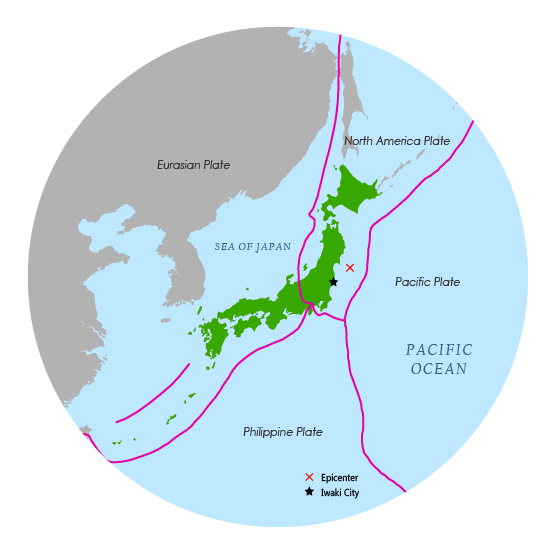 North America Plate
Eurasian Plate
SEA OF JAPAN
Pacific Plate
PACIFIC
OCEAN
Philippine Plate
Epicenter
Iwaki City